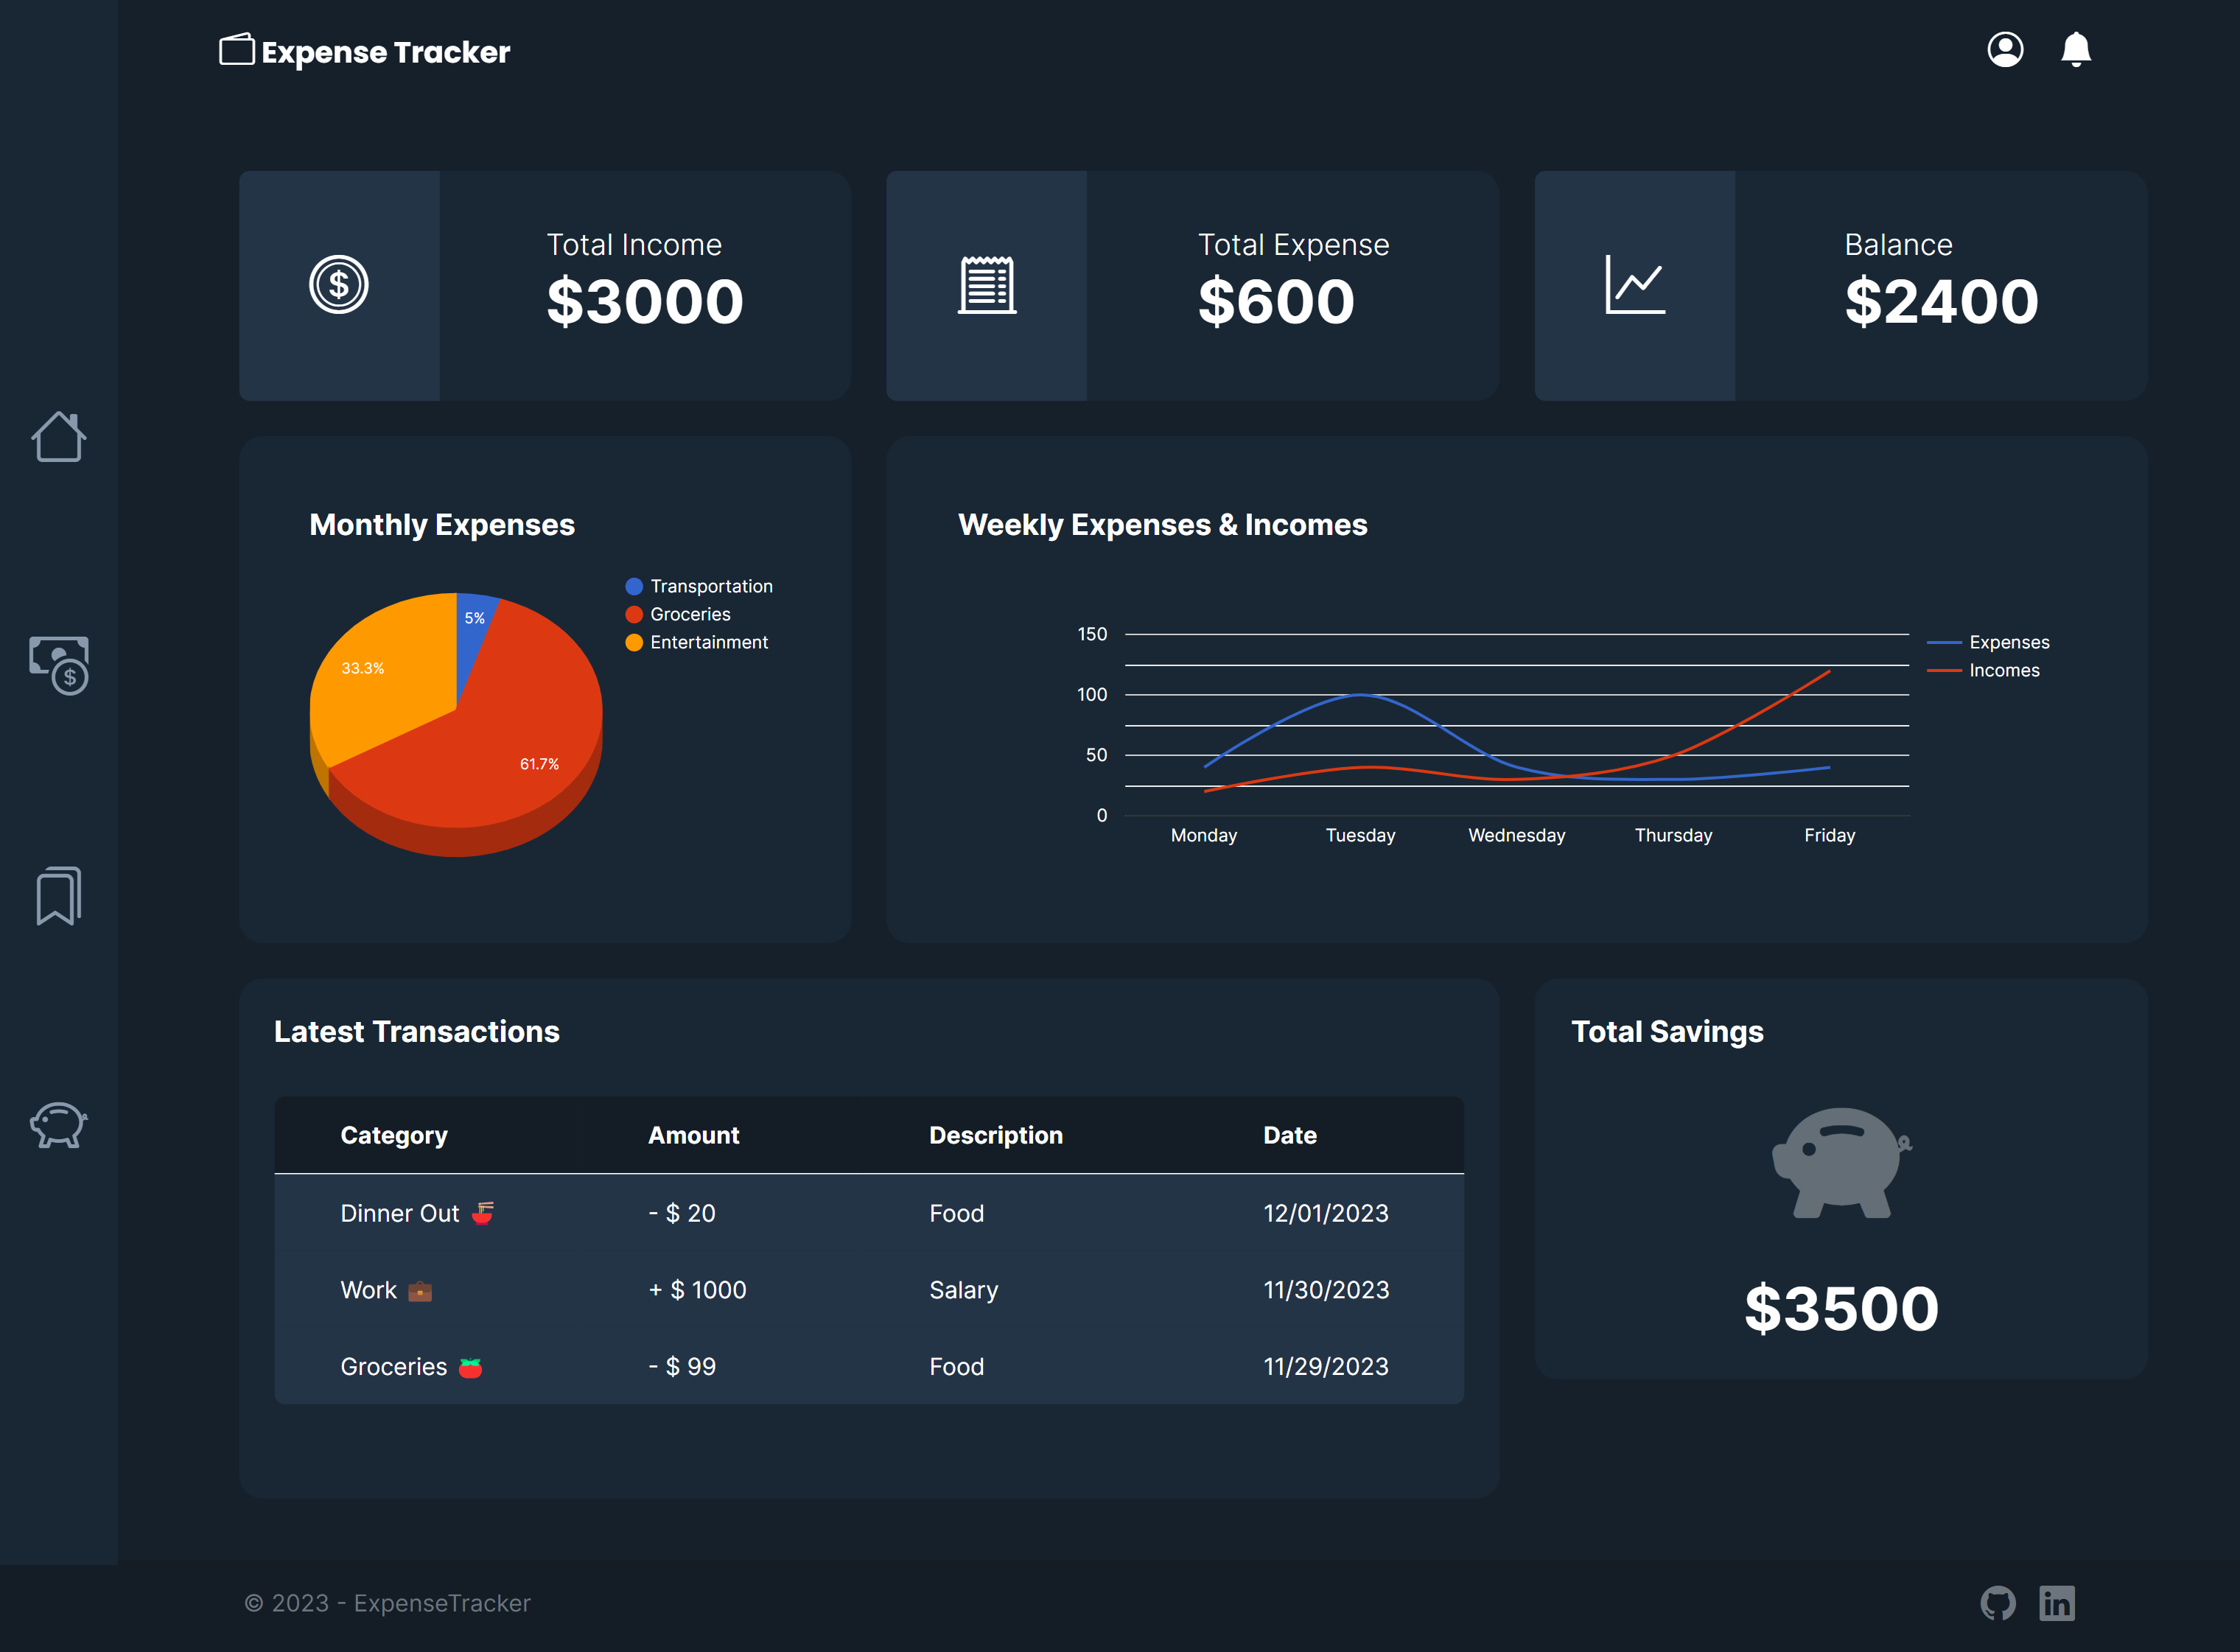 Expense Tracker
Total Income
$3000
Total Expense
$600
Balance
$2400
Monthly Expenses
Transportation
Groceries
Entertainment
5%
33.3%
61.7%
Weekly Expenses & Incomes
150
100
50
0
Monday Tuesday Wednesday Thursday Friday
Expenses
Incomes
Latest Transactions
Category Amount Description Date
Dinner Out - $ 20 Food 12/01/2023
Work + $ 1000 Salary 11/30/2023
Groceries - $ 99 Food 11/29/2023
Total Savings
$3500
© 2023 - ExpenseTracker